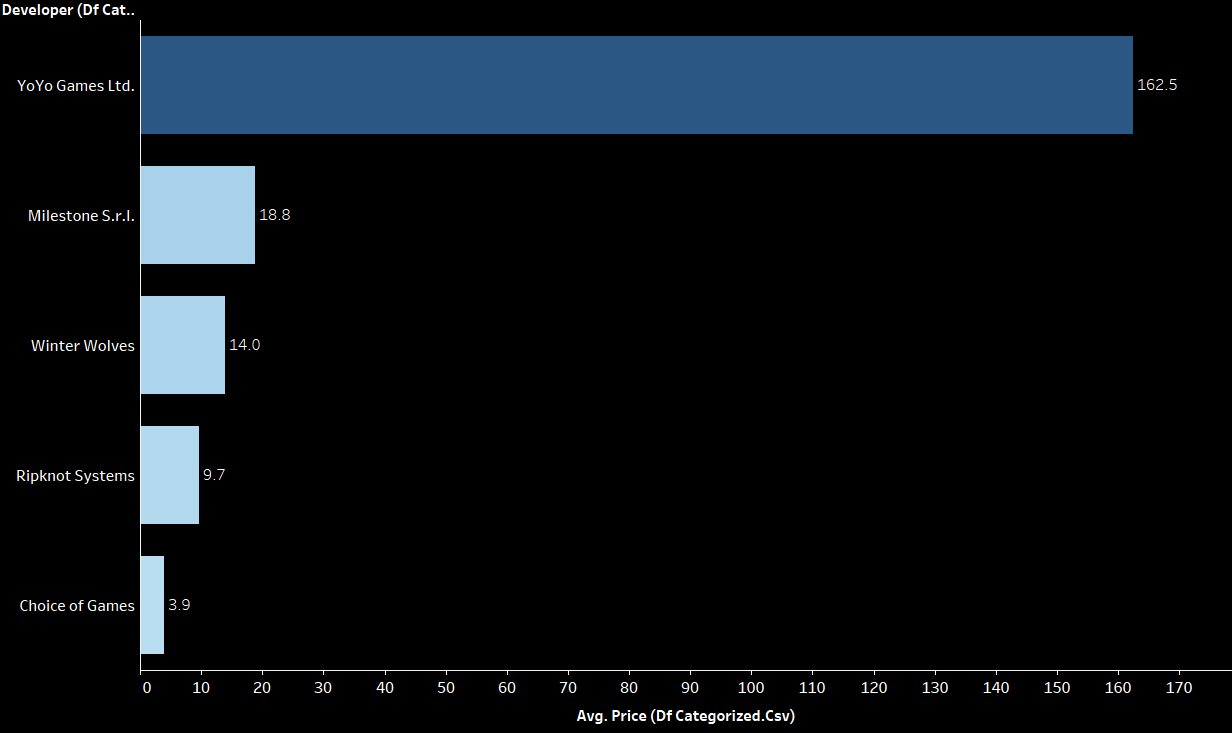 Developer (Df Cat..
YoYo Games Ltd.
162.5
Milestone S.r.l.
18.8
Winter Wolves
14.0
Ripknot Systems
9.7
Choice of Games
3.9
0 10 20 30 40 50 60 70 80 90 100 110 120 130 140 150 160 170
Avg. Price (Df Categorized.Csv)